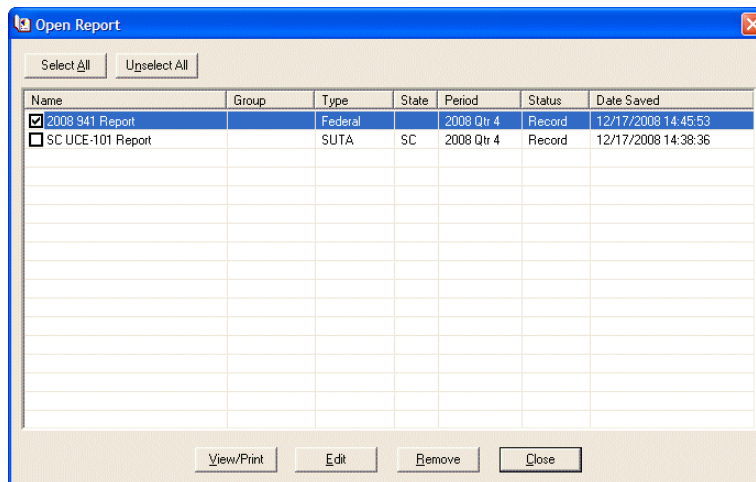 Open Report
Select All Unselect All
Name Group Type State Period Status Date Saved
2008 941 Report Federal 2008 Qtr 4 Record 12/17/2008 14:45:53
SC UCE-101 Report SUTA SC 2008 Qtr 4 Record 12/17/2008 14:38:36
View/Print Edit Remove Close